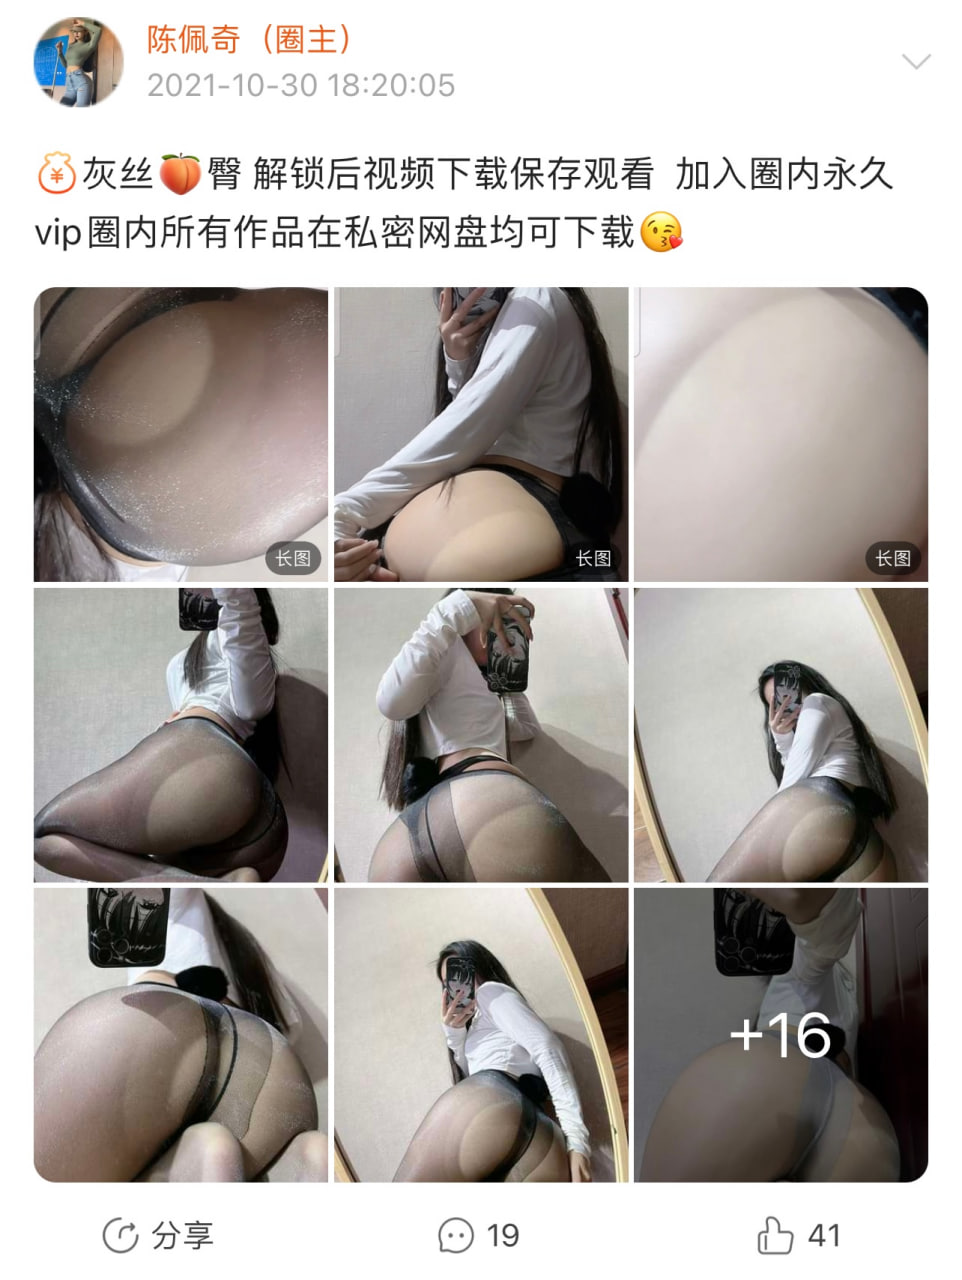 陈佩奇（圈主）
2021-10-30 18:20:05
灰丝🍑臀 解锁后视频下载保存观看 加入圈内永久
vip圈内所有作品在私密网盘均可下载😘
长图
长图
长图
+16
分享
19
41